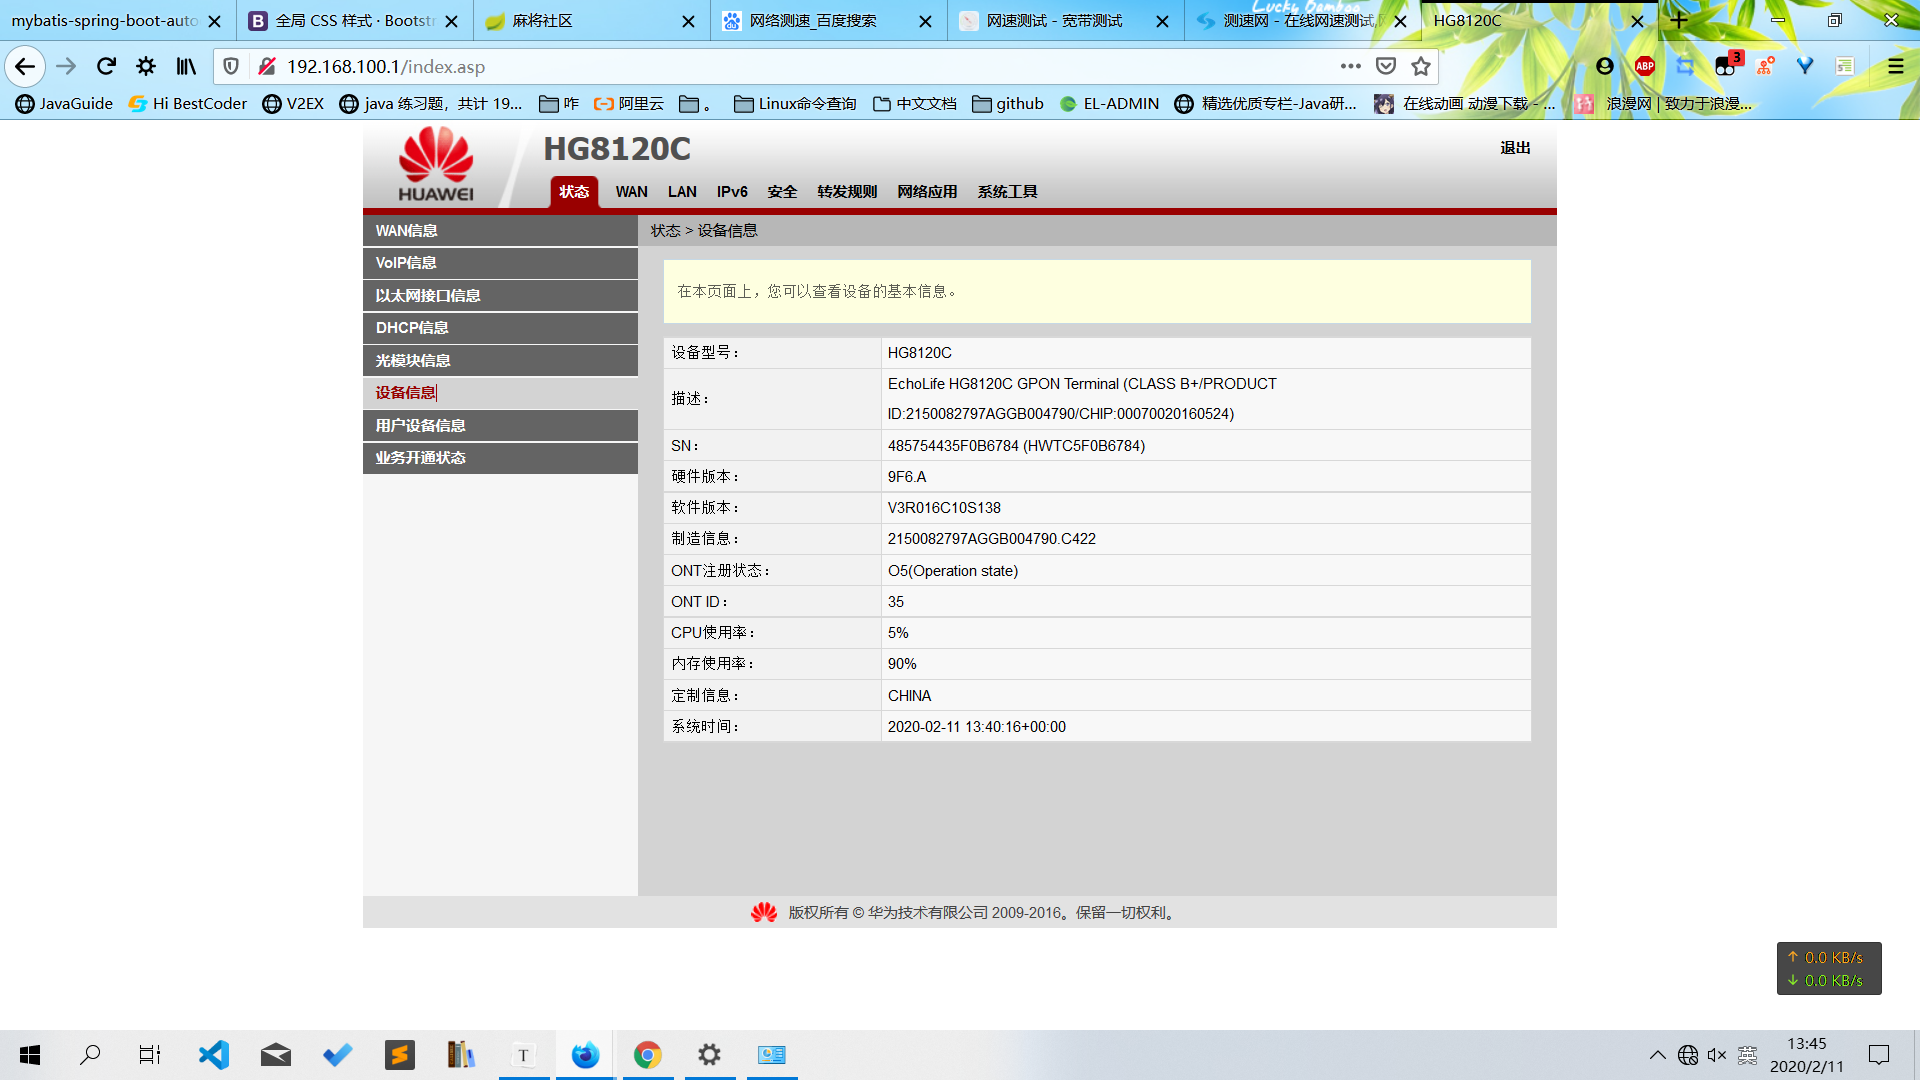 mybatis-spring-boot-auto
全局 CSS 样式 · Bootstr
麻将社区
网络测速_百度搜索
网速测试 - 宽带测试
测速网 - 在线网速测试,网
HG8120C
Lucky Bamboo
192.168.100.1/index.asp
ABP
3
JavaGuide
Hi BestCoder
V2EX
java 练习题，共计 19...
咋
阿里云
。
Linux命令查询
中文文档
github
EL-ADMIN
精选优质专栏-Java研...
在线动画 动漫下载 - ...
浪漫网 | 致力于浪漫...
HUAWEI
HG8120C
退出
状态
WAN
LAN
IPv6
安全
转发规则
网络应用
系统工具
WAN信息
VoIP信息
以太网接口信息
DHCP信息
光模块信息
设备信息
用户设备信息
业务开通状态
状态 > 设备信息
在本页面上，您可以查看设备的基本信息。
设备型号： HG8120C
描述： EchoLife HG8120C GPON Terminal (CLASS B+/PRODUCT
ID:2150082797AGGB004790/CHIP:00070020160524)
SN： 485754435F0B6784 (HWTC5F0B6784)
硬件版本： 9F6.A
软件版本： V3R016C10S138
制造信息： 2150082797AGGB004790.C422
ONT注册状态： O5(Operation state)
ONT ID： 35
CPU使用率： 5%
内存使用率： 90%
定制信息： CHINA
系统时间： 2020-02-11 13:40:16+00:00
版权所有 © 华为技术有限公司 2009-2016。保留一切权利。
↑ 0.0 KB/s
↓ 0.0 KB/s
T
英
13:45
2020/2/11